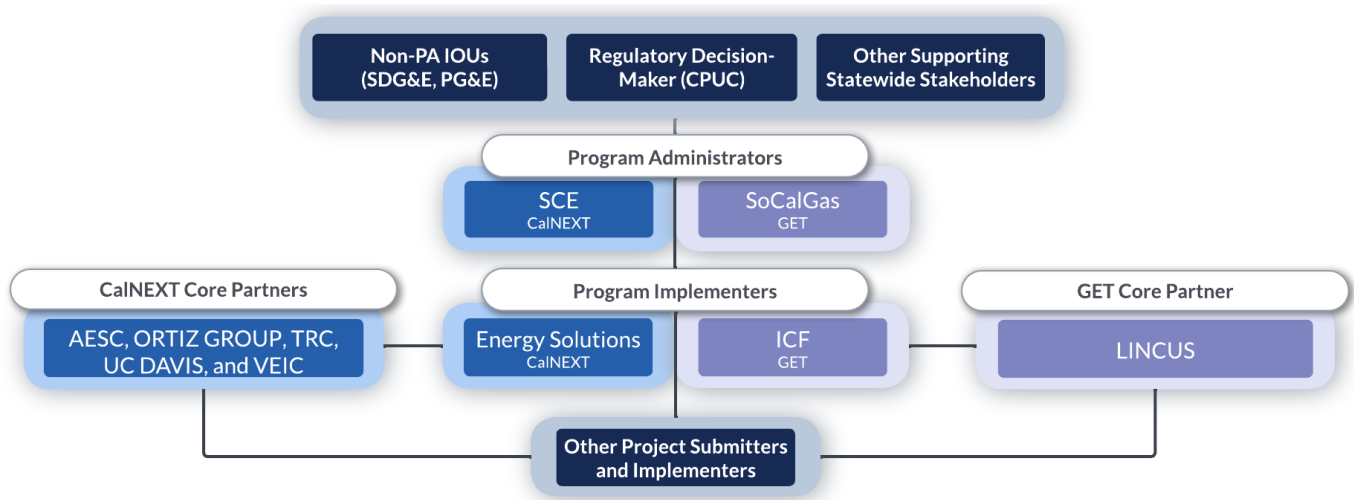 Non-PA IOUs
(SDG&E, PG&E)
Regulatory Decision-
Maker (CPUC)
Other Supporting
Statewide Stakeholders
Program Administrators
SCE
CalNEXT
SoCalGas
GET
CalNEXT Core Partners
AESC, ORTIZ GROUP, TRC,
UC DAVIS, and VEIC
Program Implementers
Energy Solutions
CalNEXT
ICF
GET
GET Core Partner
LINCUS
Other Project Submitters
and Implementers